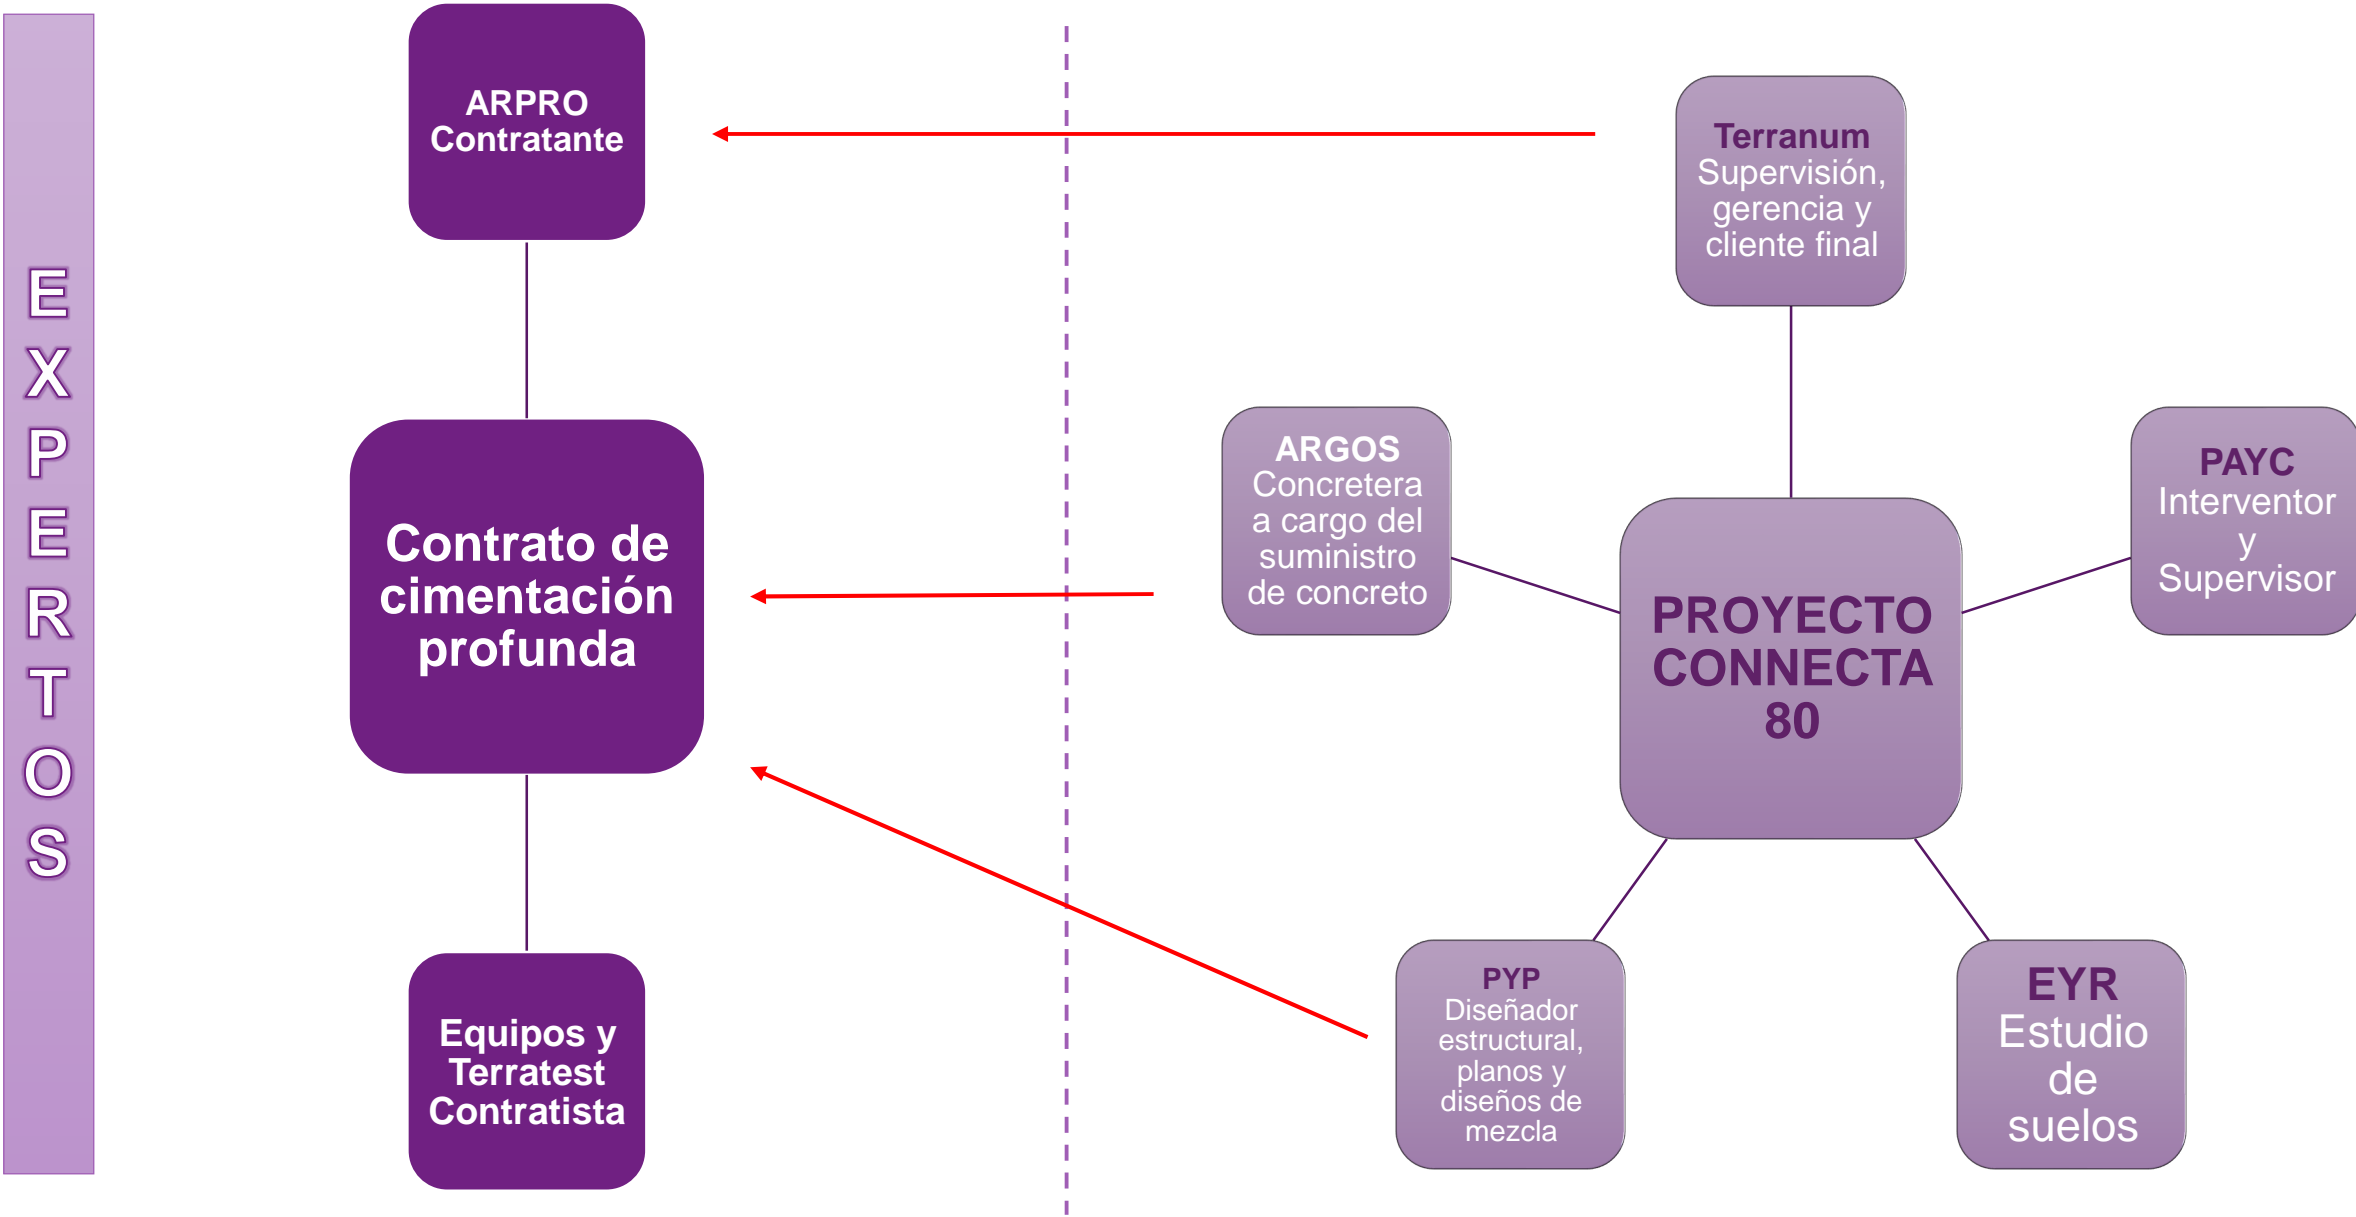 EXPERTOS
ARPRO
Contratante
Contrato de
cimentación
profunda
Equipos y
Terratest
Contratista
Terranum
Supervisión,
gerencia y
cliente final
ARGOS
Concretera
a cargo del
suministro
de concreto
PAYC
Interventor
y
Supervisor
PROYECTO
CONNECTA
80
PYP
Diseñador
estructural,
planos y
diseños de
mezcla
EYR
Estudio
de
suelos